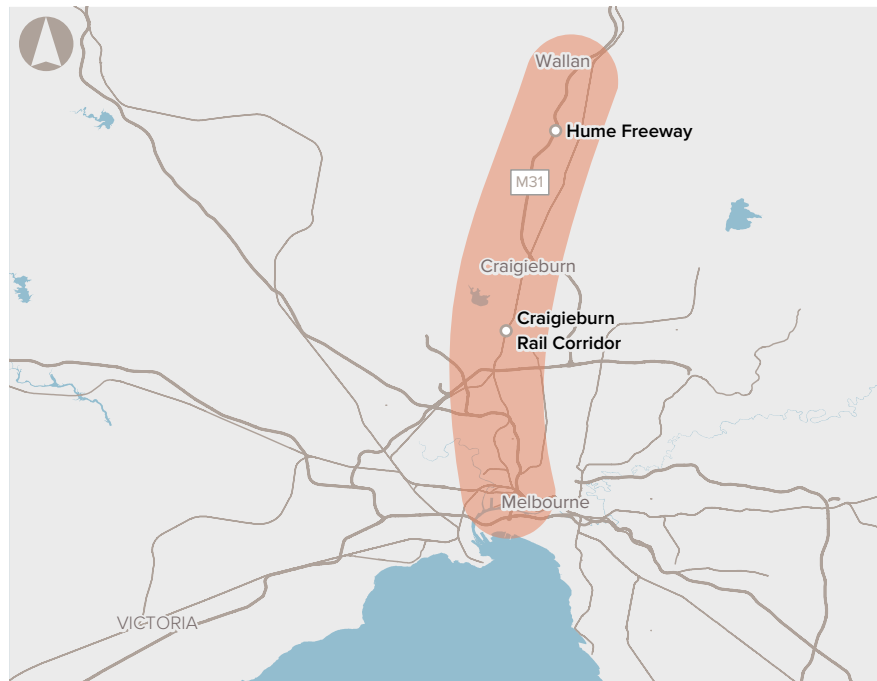 Wallan
Hume Freeway
M31
Craigieburn
Craigieburn
Rail Corridor
Melbourne
VICTORIA